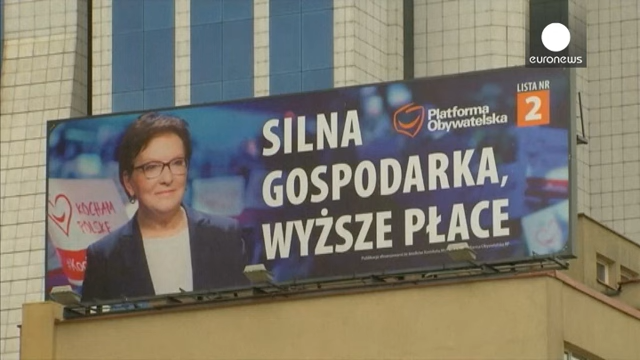 euronews
LISTA NR
2
Platforma
Obywatelska
SILNA
GOSPODARKA,
WYŻSZE PŁACE
KOCHAM
POLSKĘ